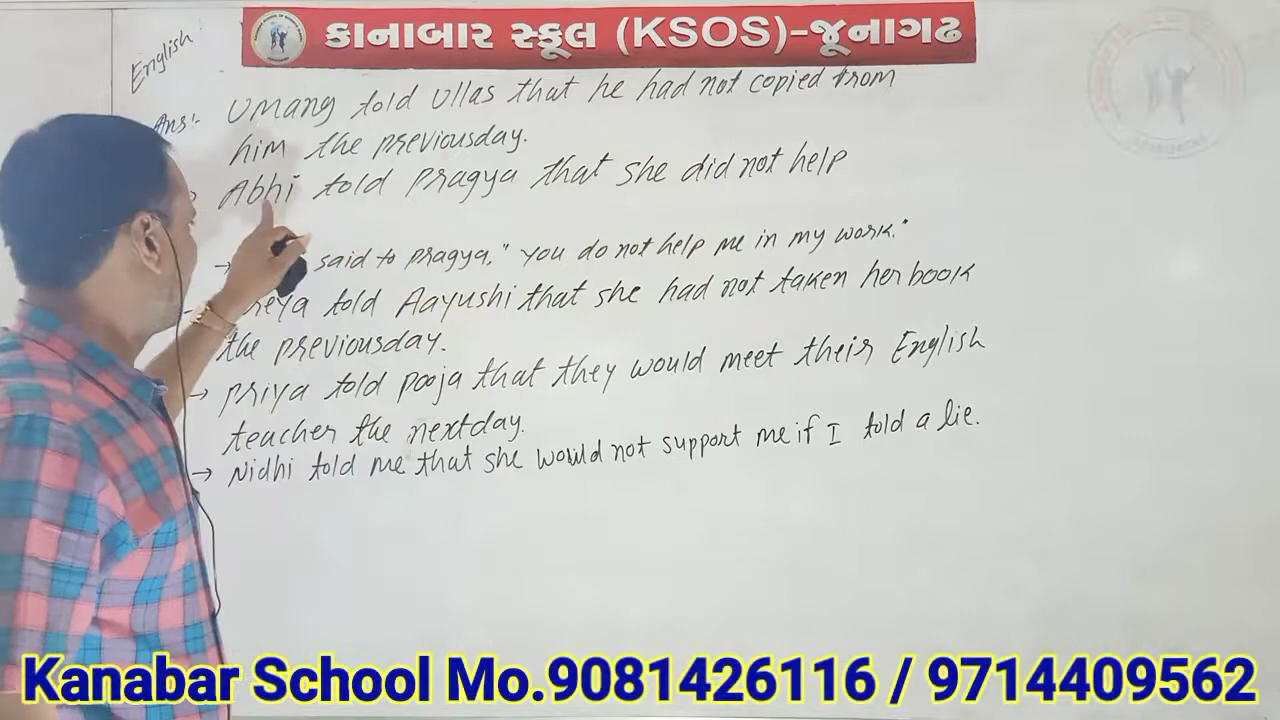 કાનાબાર સ્કૂલ (KSOS)-જૂનાગઢ
English :
Ans:- Umang told Ullas that he had not copied from
him the previousday.
Abhi told Pragya that she did not help
→ said to Pragya, "You do not help me in my work."
told Aayushi that she had not taken her book
the previousday.
→ Priya told Pooja that they would meet their English
teacher the nextday.
→ Nidhi told me that she would not support me if I told a lie.
Kanabar School Mo.9081426116 / 9714409562